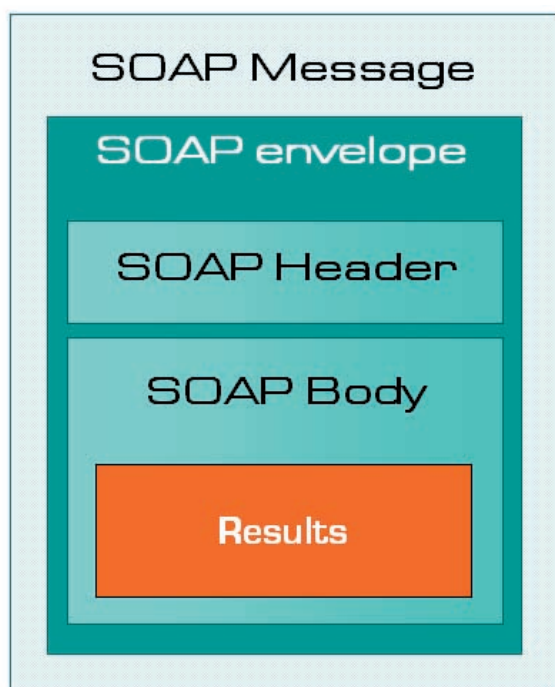 SOAP Message
SOAP envelope
SOAP Header
SOAP Body
Results